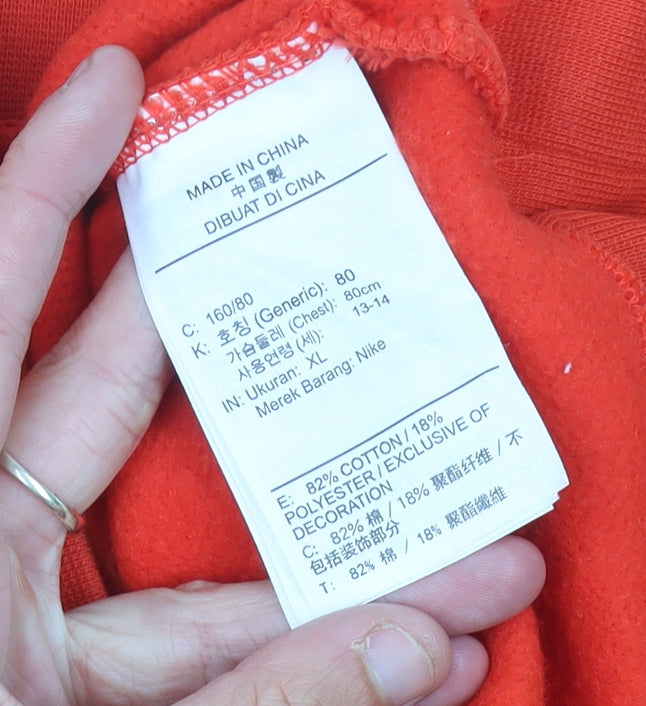 MADE IN CHINA
中国製
DIBUAT DI CINA
C: 160/80
K: 호칭 (Generic): 80
가슴둘레 (Chest): 80cm
사용연령 (세): 13-14
IN: Ukuran: XL
Merek Barang: Nike
E: 82% COTTON / 18%
POLYESTER / EXCLUSIVE OF
DECORATION
C: 82% 棉 / 18% 聚酯纤维 / 不
包括装饰部分
T: 82% 棉 / 18% 聚酯纖維